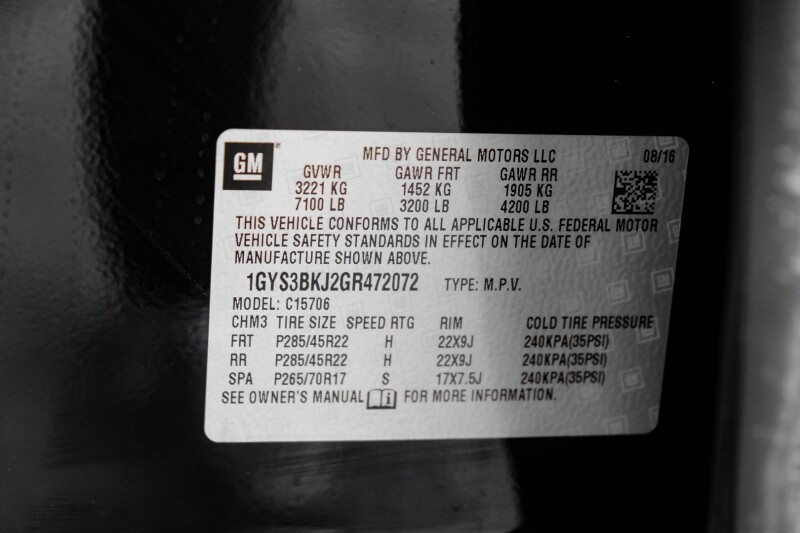 GM
MFD BY GENERAL MOTORS LLC 08/16
GVWR GAWR FRT GAWR RR
3221 KG 1452 KG 1905 KG
7100 LB 3200 LB 4200 LB
THIS VEHICLE CONFORMS TO ALL APPLICABLE U.S. FEDERAL MOTOR
VEHICLE SAFETY STANDARDS IN EFFECT ON THE DATE OF
MANUFACTURE SHOWN ABOVE.
1GYS3BKJ2GR472072 TYPE: M.P.V.
MODEL: C15706
CHM3 TIRE SIZE SPEED RTG RIM COLD TIRE PRESSURE
FRT P285/45R22 H 22X9J 240KPA(35PSI)
RR P285/45R22 H 22X9J 240KPA(35PSI)
SPA P265/70R17 S 17X7.5J 240KPA(35PSI)
SEE OWNER'S MANUAL FOR MORE INFORMATION.